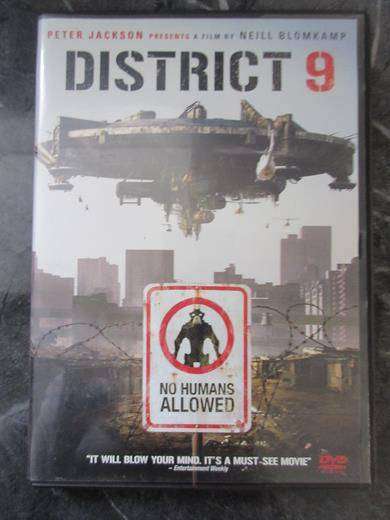 PETER JACKSON PRESENTS A FILM BY NEILL BLOMKAMP
DISTRICT 9
NO HUMANS
ALLOWED
"IT WILL BLOW YOUR MIND. IT'S A MUST-SEE MOVIE"
– Entertainment Weekly
DVD